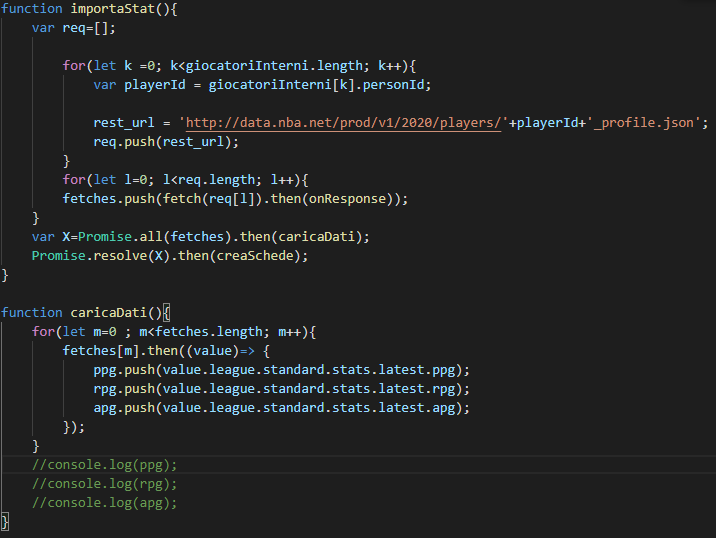 function importaStat(){
var req=[];
for(let k =0; k<giocatoriInterni.length; k++){
var playerId = giocatoriInterni[k].personId;
rest_url = 'http://data.nba.net/prod/v1/2020/players/'+playerId+'_profile.json';
req.push(rest_url);
}
for(let l=0; l<req.length; l++){
fetches.push(fetch(req[l]).then(onResponse));
}
var X=Promise.all(fetches).then(caricaDati);
Promise.resolve(X).then(creaSchede);
}
function caricaDati(){
for(let m=0 ; m<fetches.length; m++){
fetches[m].then((value)=> {
ppg.push(value.league.standard.stats.latest.ppg);
rpg.push(value.league.standard.stats.latest.rpg);
apg.push(value.league.standard.stats.latest.apg);
});
}
//console.log(ppg);
//console.log(rpg);
//console.log(apg);
}